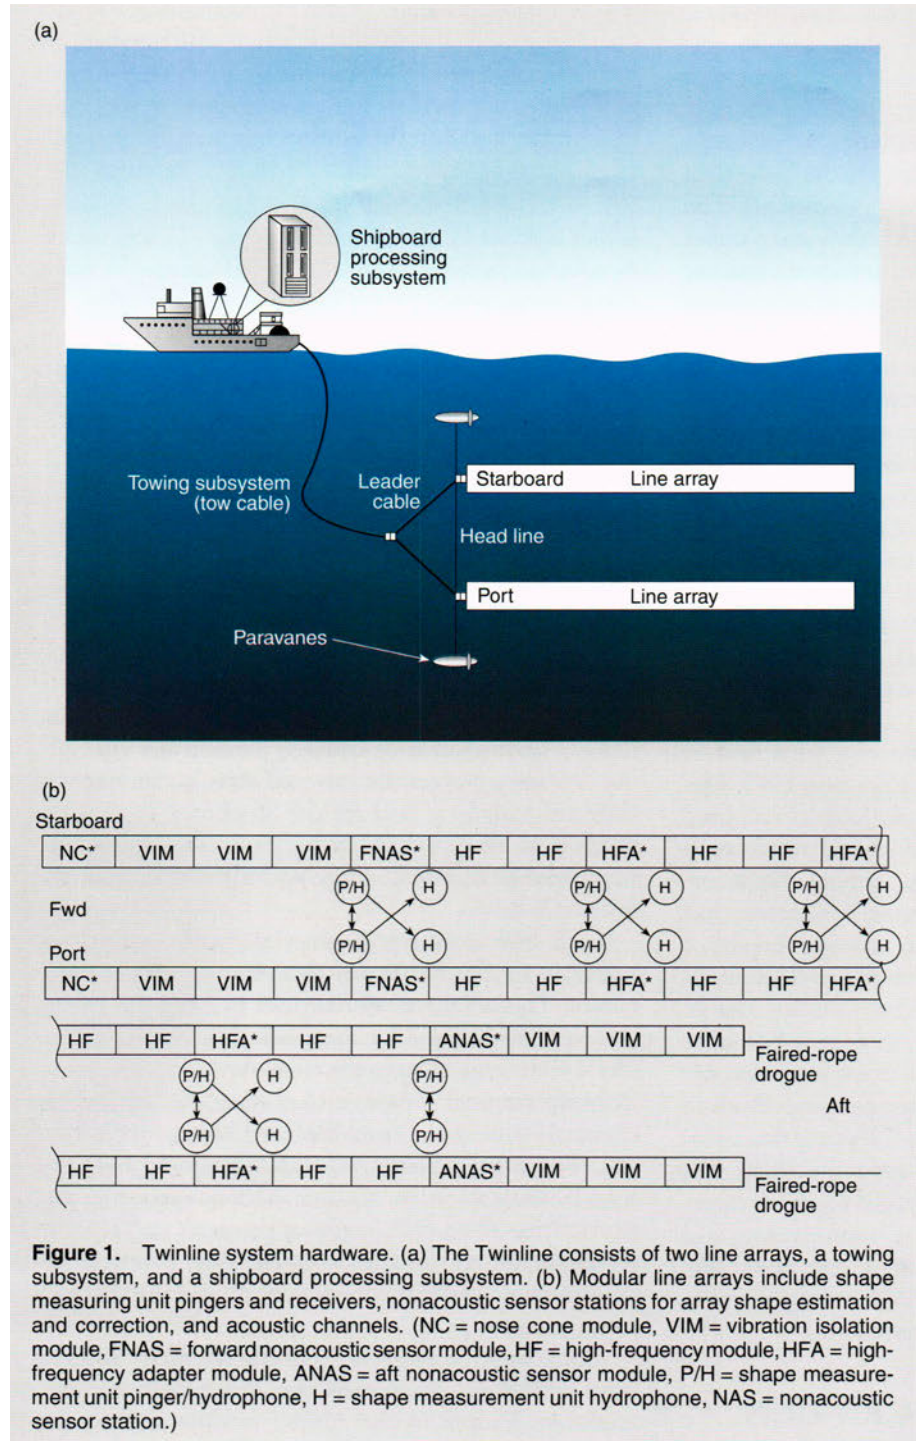 (a)
Shipboard
processing
subsystem
Towing subsystem
(tow cable)
Leader
cable
Starboard Line array
Head line
Port Line array
Paravanes
(b)
Starboard
NC* VIM VIM VIM FNAS* HF HF HFA* HF HF HFA*
P/H H P/H H P/H H
Fwd
P/H H P/H H P/H H
Port
NC* VIM VIM VIM FNAS* HF HF HFA* HF HF HFA*
HF HF HFA* HF HF ANAS* VIM VIM VIM
Faired-rope
drogue
P/H H P/H
Aft
P/H H P/H
HF HF HFA* HF HF ANAS* VIM VIM VIM
Faired-rope
drogue
Figure 1. Twinline system hardware. (a) The Twinline consists of two line arrays, a towing
subsystem, and a shipboard processing subsystem. (b) Modular line arrays include shape
measuring unit pingers and receivers, nonacoustic sensor stations for array shape estimation
and correction, and acoustic channels. (NC = nose cone module, VIM = vibration isolation
module, FNAS = forward nonacoustic sensor module, HF = high-frequency module, HFA = high-
frequency adapter module, ANAS = aft nonacoustic sensor module, P/H = shape measure-
ment unit pinger/hydrophone, H = shape measurement unit hydrophone, NAS = nonacoustic
sensor station.)